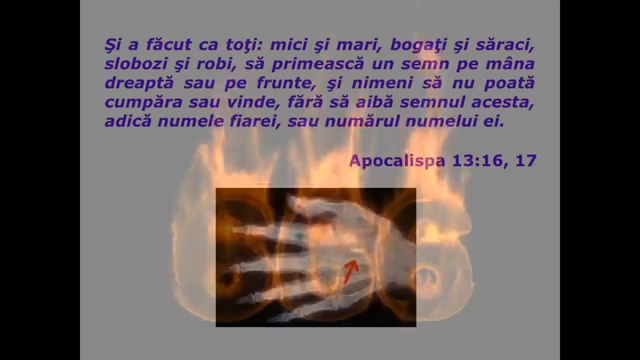 Şi a făcut ca toţi: mici şi mari, bogaţi şi săraci,
slobozi şi robi, să primească un semn pe mâna
dreaptă sau pe frunte, şi nimeni să nu poată
cumpăra sau vinde, fără să aibă semnul acesta,
adică numele fiarei, sau numărul numelui ei.
Apocalispa 13:16, 17
666